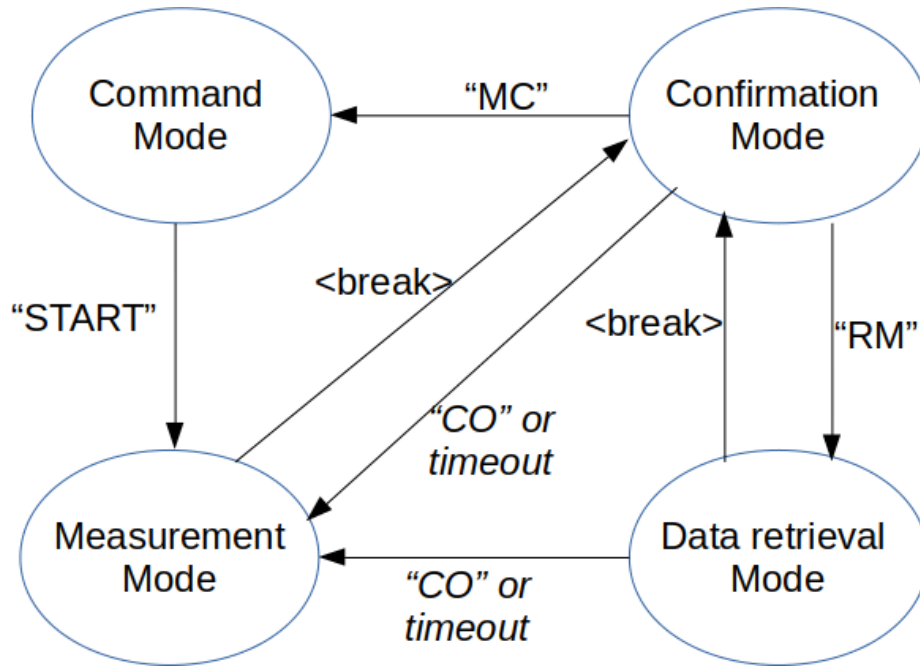 Command
Mode
“MC”
Confirmation
Mode
“START”
<break>
<break>
“RM”
“CO” or
timeout
Measurement
Mode
“CO” or
timeout
Data retrieval
Mode